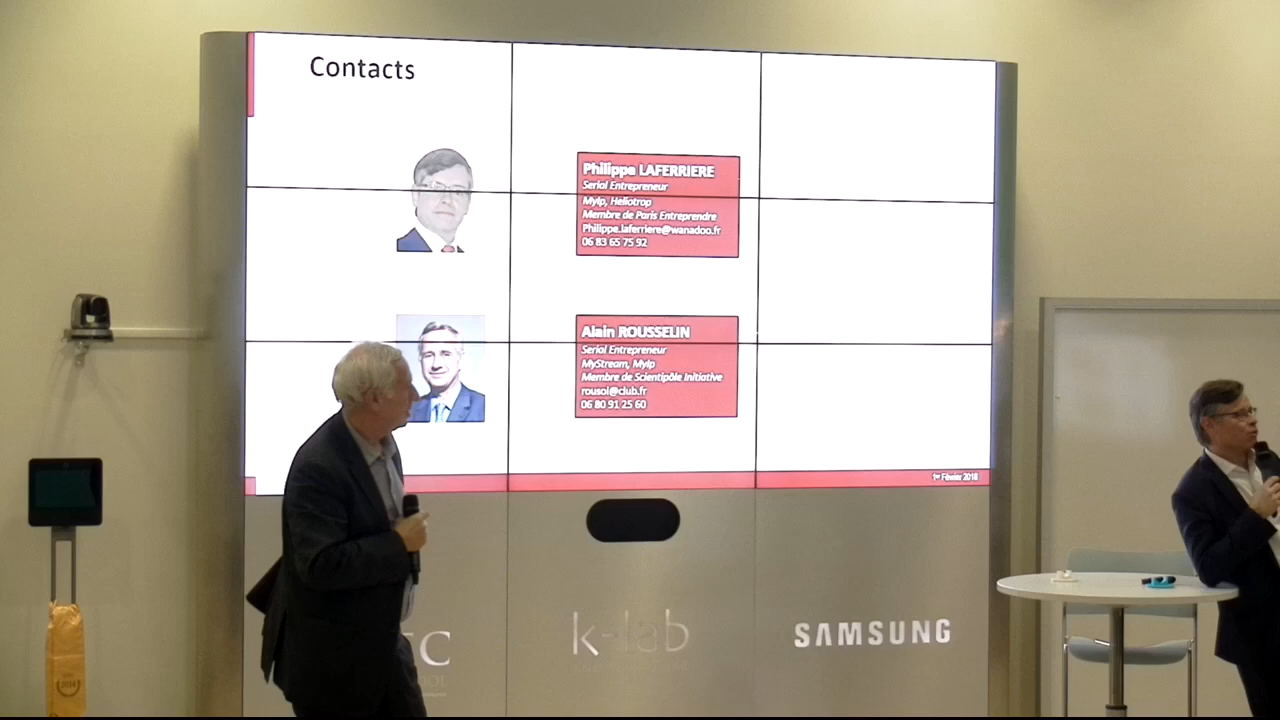 Contacts
Philippe LAFERRIERE
Serial Entrepreneur
MyIp, Heliotrop
Membre de Paris Entreprendre
Philippe.laferriere@wanadoo.fr
06 83 65 75 92
Alain ROUSSELIN
Serial Entrepreneur
MyStream, MyIp
Membre de Scientipôle Initiative
rousol@club.fr
06 80 91 25 60
1er Février 2018
k-lab
SAMSUNG